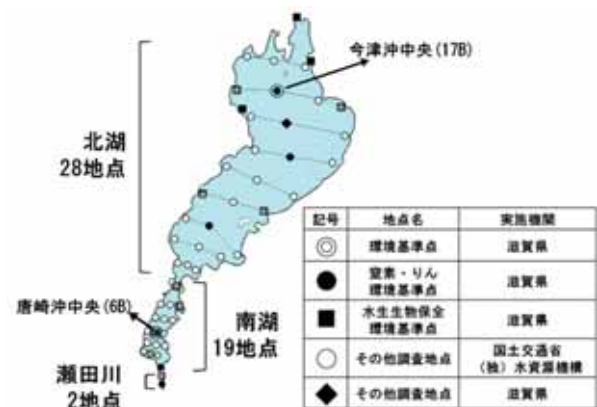 今津沖中央(17B)
北湖
28地点
唐崎沖中央(6B)
南湖
19地点
瀬田川
2地点
記号 地点名 実施機関
◎ 環境基準点 滋賀県
● 窒素・りん
環境基準点 滋賀県
■ 水生生物保全
環境基準点 滋賀県
○ その他調査地点 国土交通省
(独)水資源機構
◆ その他調査地点 滋賀県